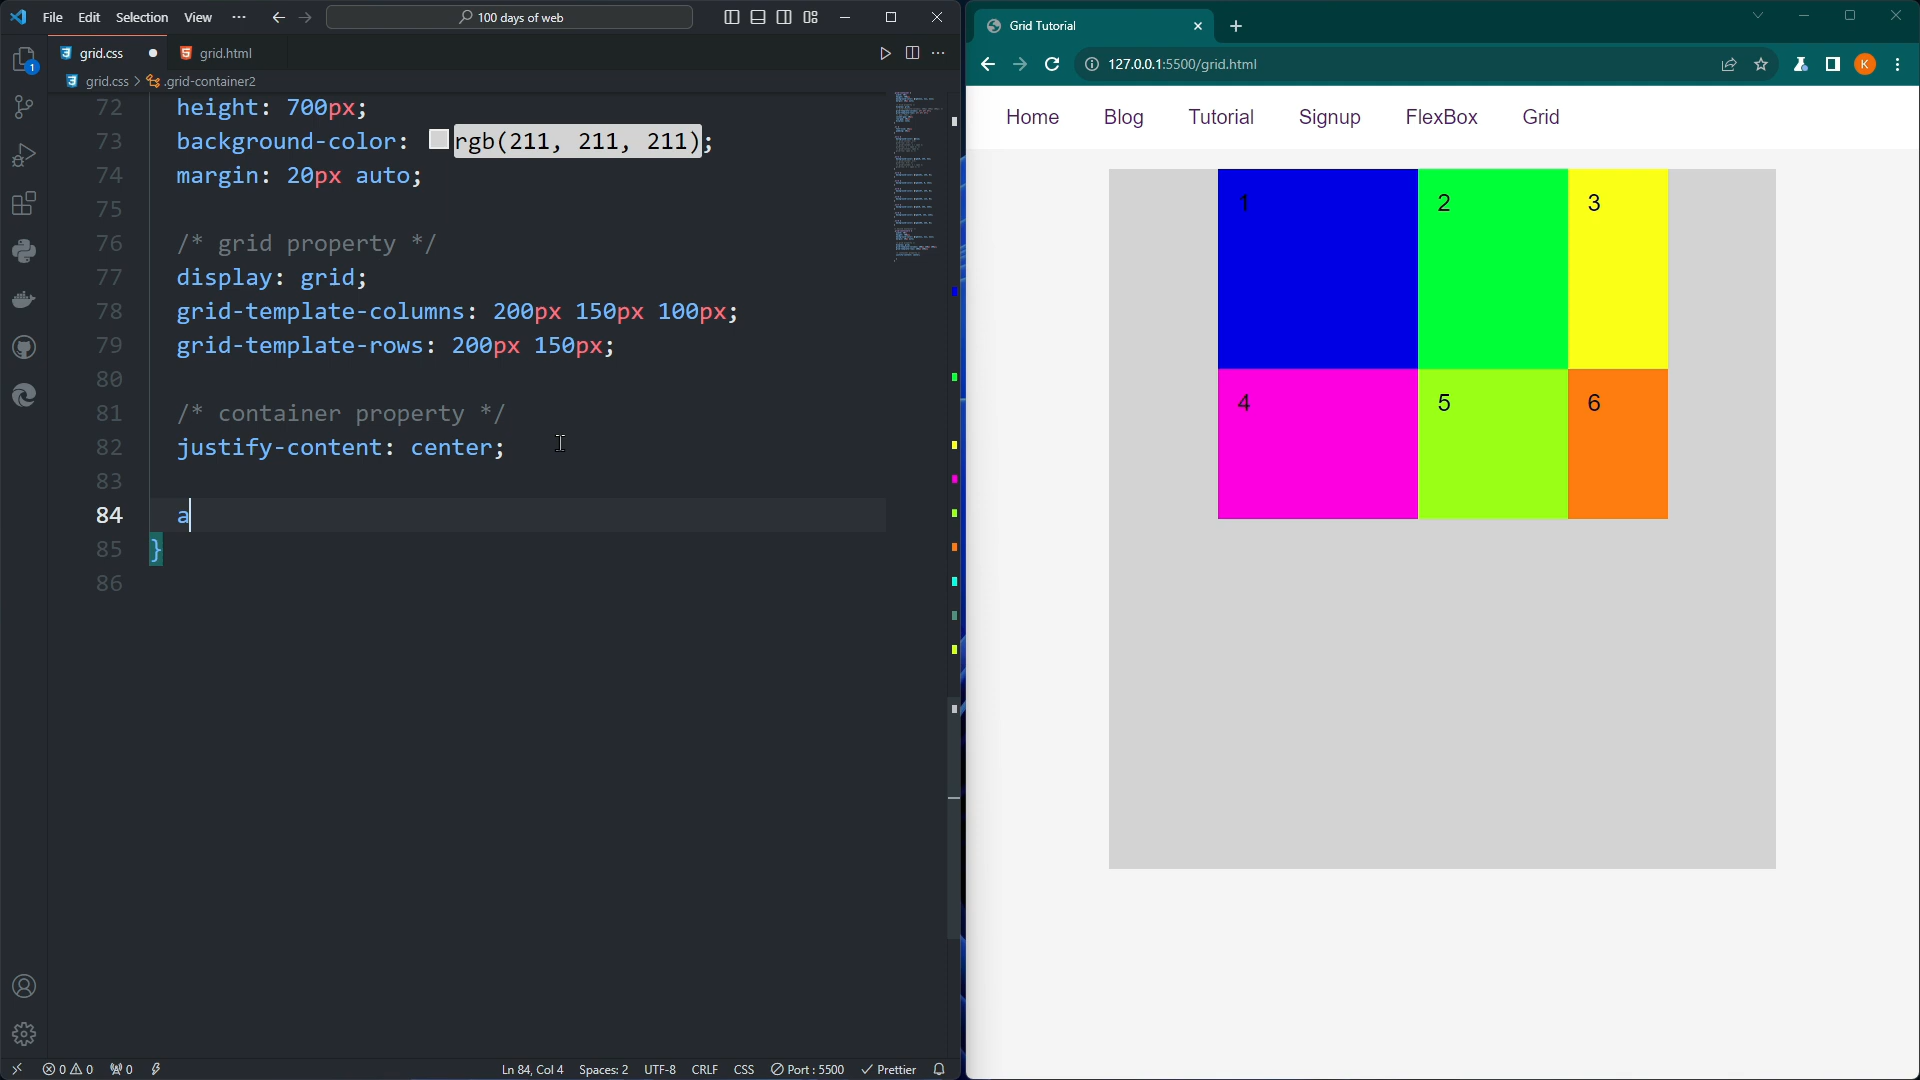 File Edit Selection View ··· 100 days of web
grid.css grid.html
grid.css > .grid-container2
72 height: 700px;
73 background-color: rgb(211, 211, 211);
74 margin: 20px auto;
75
76 /* grid property */
77 display: grid;
78 grid-template-columns: 200px 150px 100px;
79 grid-template-rows: 200px 150px;
80
81 /* container property */
82 justify-content: center;
83
84 a
85 }
86
1
0 0 0 Ln 84, Col 4 Spaces: 2 UTF-8 CRLF CSS Port : 5500 Prettier
Grid Tutorial
127.0.0.1:5500/grid.html K
Home Blog Tutorial Signup FlexBox Grid
1 2 3
4 5 6